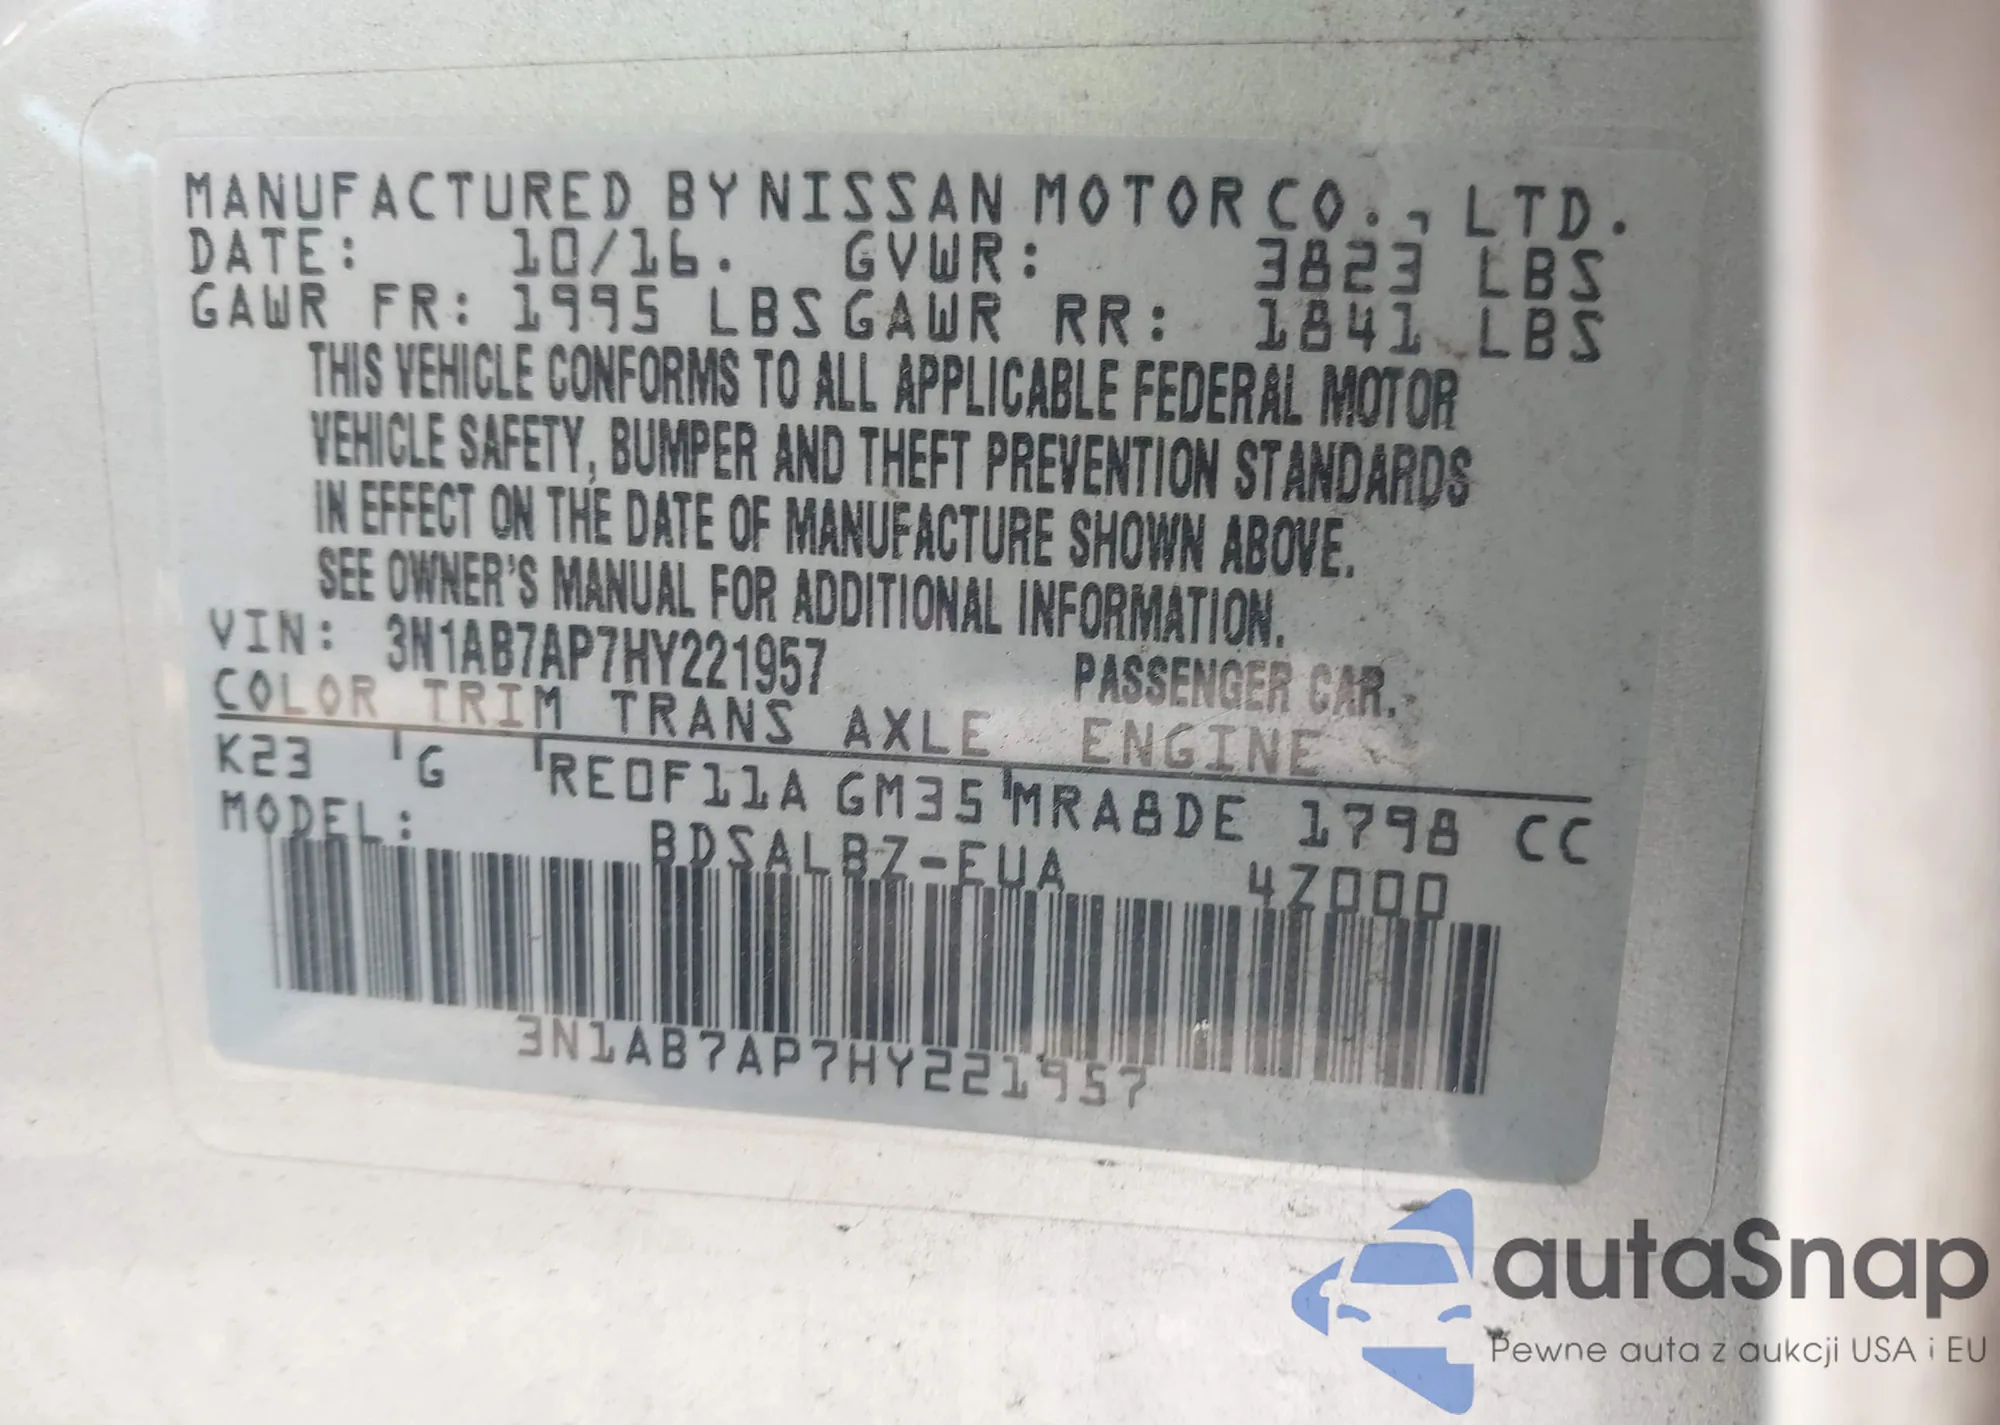 MANUFACTURED BY NISSAN MOTOR CO., LTD.
DATE: 10/16. GVWR: 3823 LBS
GAWR FR: 1995 LBS GAWR RR: 1841 LBS
THIS VEHICLE CONFORMS TO ALL APPLICABLE FEDERAL MOTOR
VEHICLE SAFETY, BUMPER AND THEFT PREVENTION STANDARDS
IN EFFECT ON THE DATE OF MANUFACTURE SHOWN ABOVE.
SEE OWNER'S MANUAL FOR ADDITIONAL INFORMATION.
VIN: 3N1AB7AP7HY221957 PASSENGER CAR.
COLOR TRIM TRANS AXLE ENGINE
K23 G RE0F11A GM35 MRA8DE 1798 CC
MODEL: BDSALBZ-EUA 4Z000
3N1AB7AP7HY221957
autaSnap
Pewne auta z aukcji USA i EU